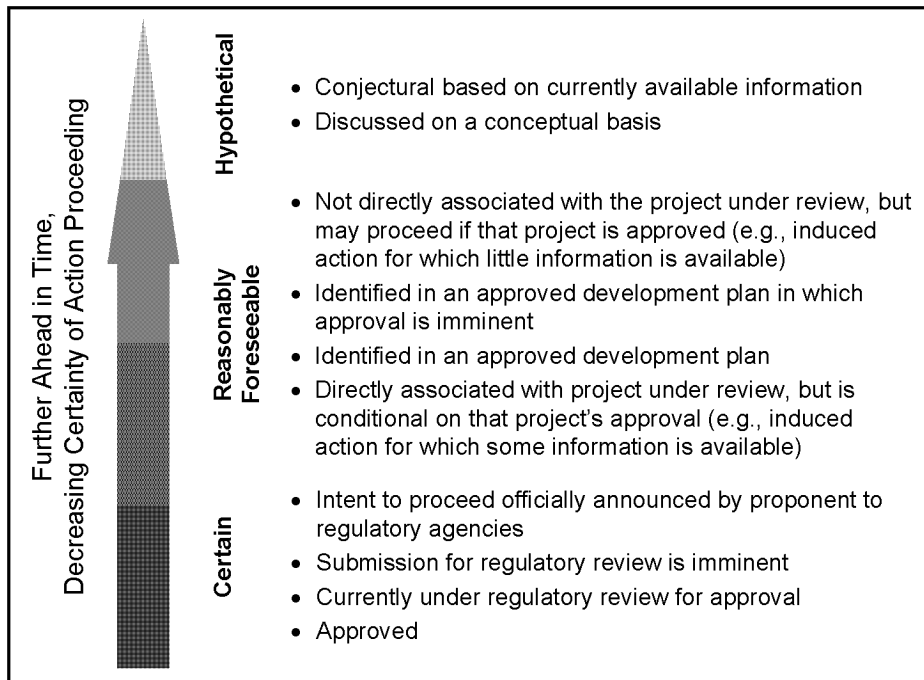 Further Ahead in Time,
Decreasing Certainty of Action Proceeding
Hypothetical
• Conjectural based on currently available information
• Discussed on a conceptual basis
Reasonably
Foreseeable
• Not directly associated with the project under review, but
may proceed if that project is approved (e.g., induced
action for which little information is available)
• Identified in an approved development plan in which
approval is imminent
• Identified in an approved development plan
• Directly associated with project under review, but is
conditional on that project's approval (e.g., induced
action for which some information is available)
Certain
• Intent to proceed officially announced by proponent to
regulatory agencies
• Submission for regulatory review is imminent
• Currently under regulatory review for approval
• Approved